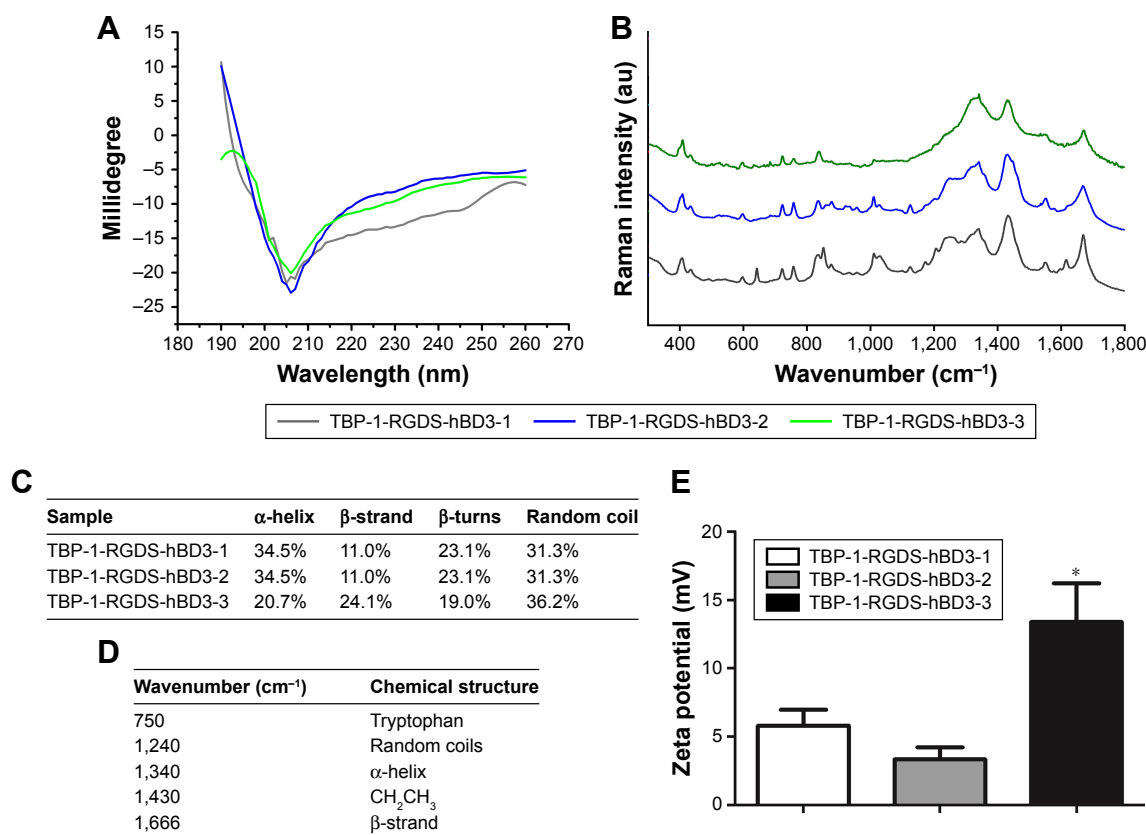 A
Millidegree
15
10
5
0
–5
–10
–15
–20
–25
180 190 200 210 220 230 240 250 260 270
Wavelength (nm)
B
Raman intensity (au)
400 600 800 1,000 1,200 1,400 1,600 1,800
Wavenumber (cm⁻¹)
TBP-1-RGDS-hBD3-1 TBP-1-RGDS-hBD3-2 TBP-1-RGDS-hBD3-3
C
Sample α-helix β-strand β-turns Random coil
TBP-1-RGDS-hBD3-1 34.5% 11.0% 23.1% 31.3%
TBP-1-RGDS-hBD3-2 34.5% 11.0% 23.1% 31.3%
TBP-1-RGDS-hBD3-3 20.7% 24.1% 19.0% 36.2%
D
Wavenumber (cm⁻¹) Chemical structure
750 Tryptophan
1,240 Random coils
1,340 α-helix
1,430 CH₂CH₃
1,666 β-strand
E
Zeta potential (mV)
20
15
10
5
0
TBP-1-RGDS-hBD3-1
TBP-1-RGDS-hBD3-2
TBP-1-RGDS-hBD3-3
*